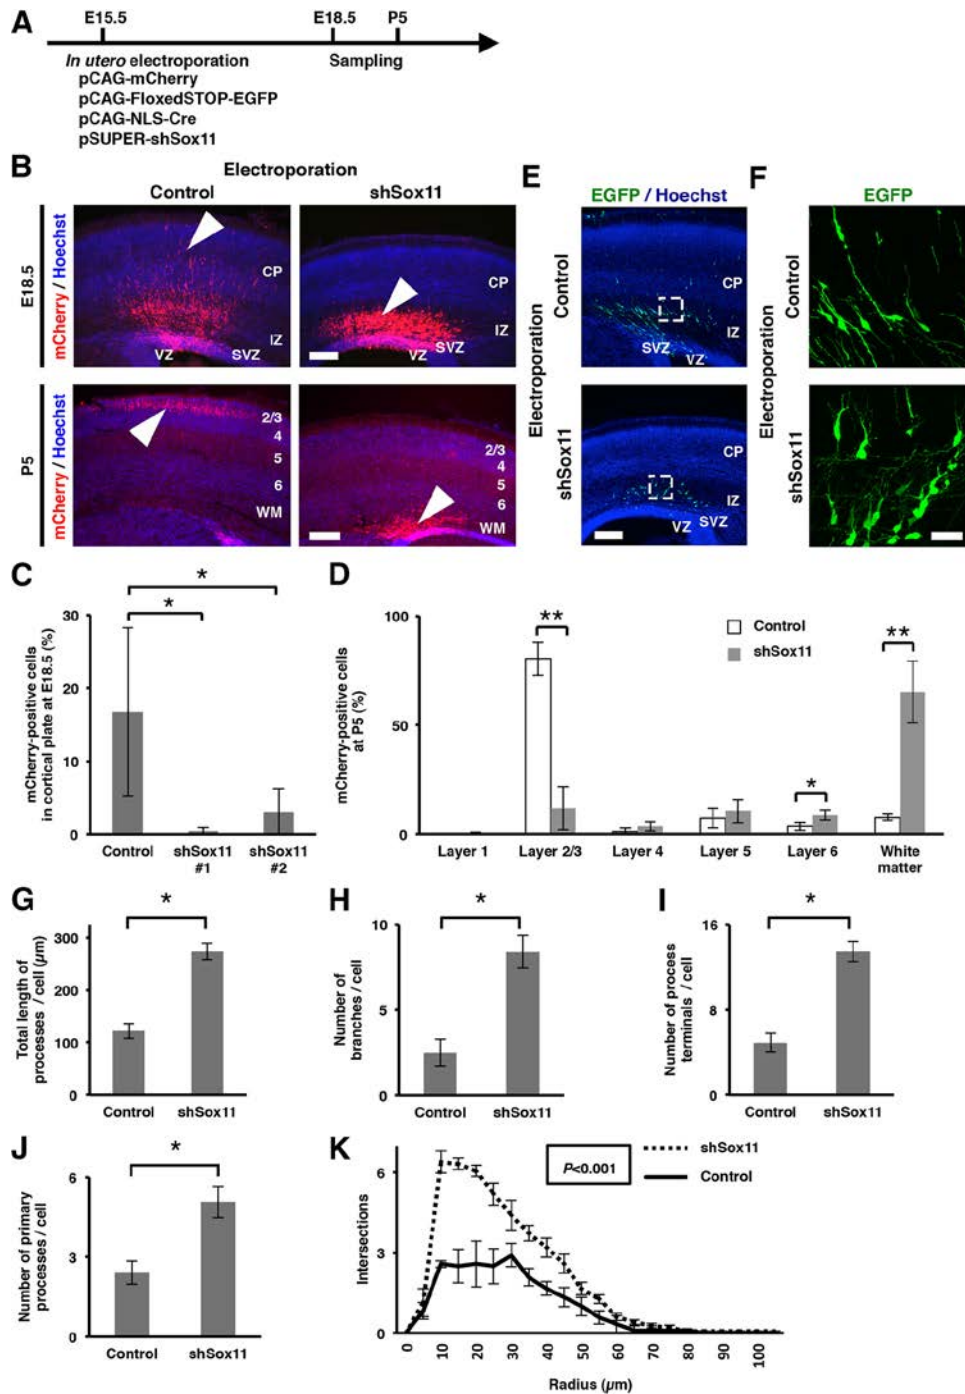 A
E15.5 E18.5 P5
In utero electroporation Sampling
pCAG-mCherry
pCAG-FloxedSTOP-EGFP
pCAG-NLS-Cre
pSUPER-shSox11
B
Electroporation
Control shSox11
E18.5
mCherry / Hoechst
CP
IZ
SVZ
VZ
CP
IZ
SVZ
VZ
P5
mCherry / Hoechst
2/3
4
5
6
WM
2/3
4
5
6
WM
E
EGFP / Hoechst
Electroporation
Control
CP
IZ
SVZ
VZ
shSox11
CP
IZ
SVZ
VZ
F
EGFP
Electroporation
Control
shSox11
C
mCherry-positive cells
in cortical plate at E18.5 (%)
30
20
10
0
*
*
Control shSox11 shSox11
#1 #2
D
mCherry-positive cells
at P5 (%)
100
50
0
**
*
**
Control
shSox11
Layer 1 Layer 2/3 Layer 4 Layer 5 Layer 6 White
matter
G
Total length of
processes / cell (µm)
300
200
100
0
*
Control shSox11
H
Number of
branches / cell
10
5
0
*
Control shSox11
I
Number of process
terminals / cell
16
8
0
*
Control shSox11
J
Number of primary
processes / cell
6
3
0
*
Control shSox11
K
Intersections
6
3
0
P<0.001
shSox11
Control
0 10 20 30 40 50 60 70 80 90 100
Radius (µm)